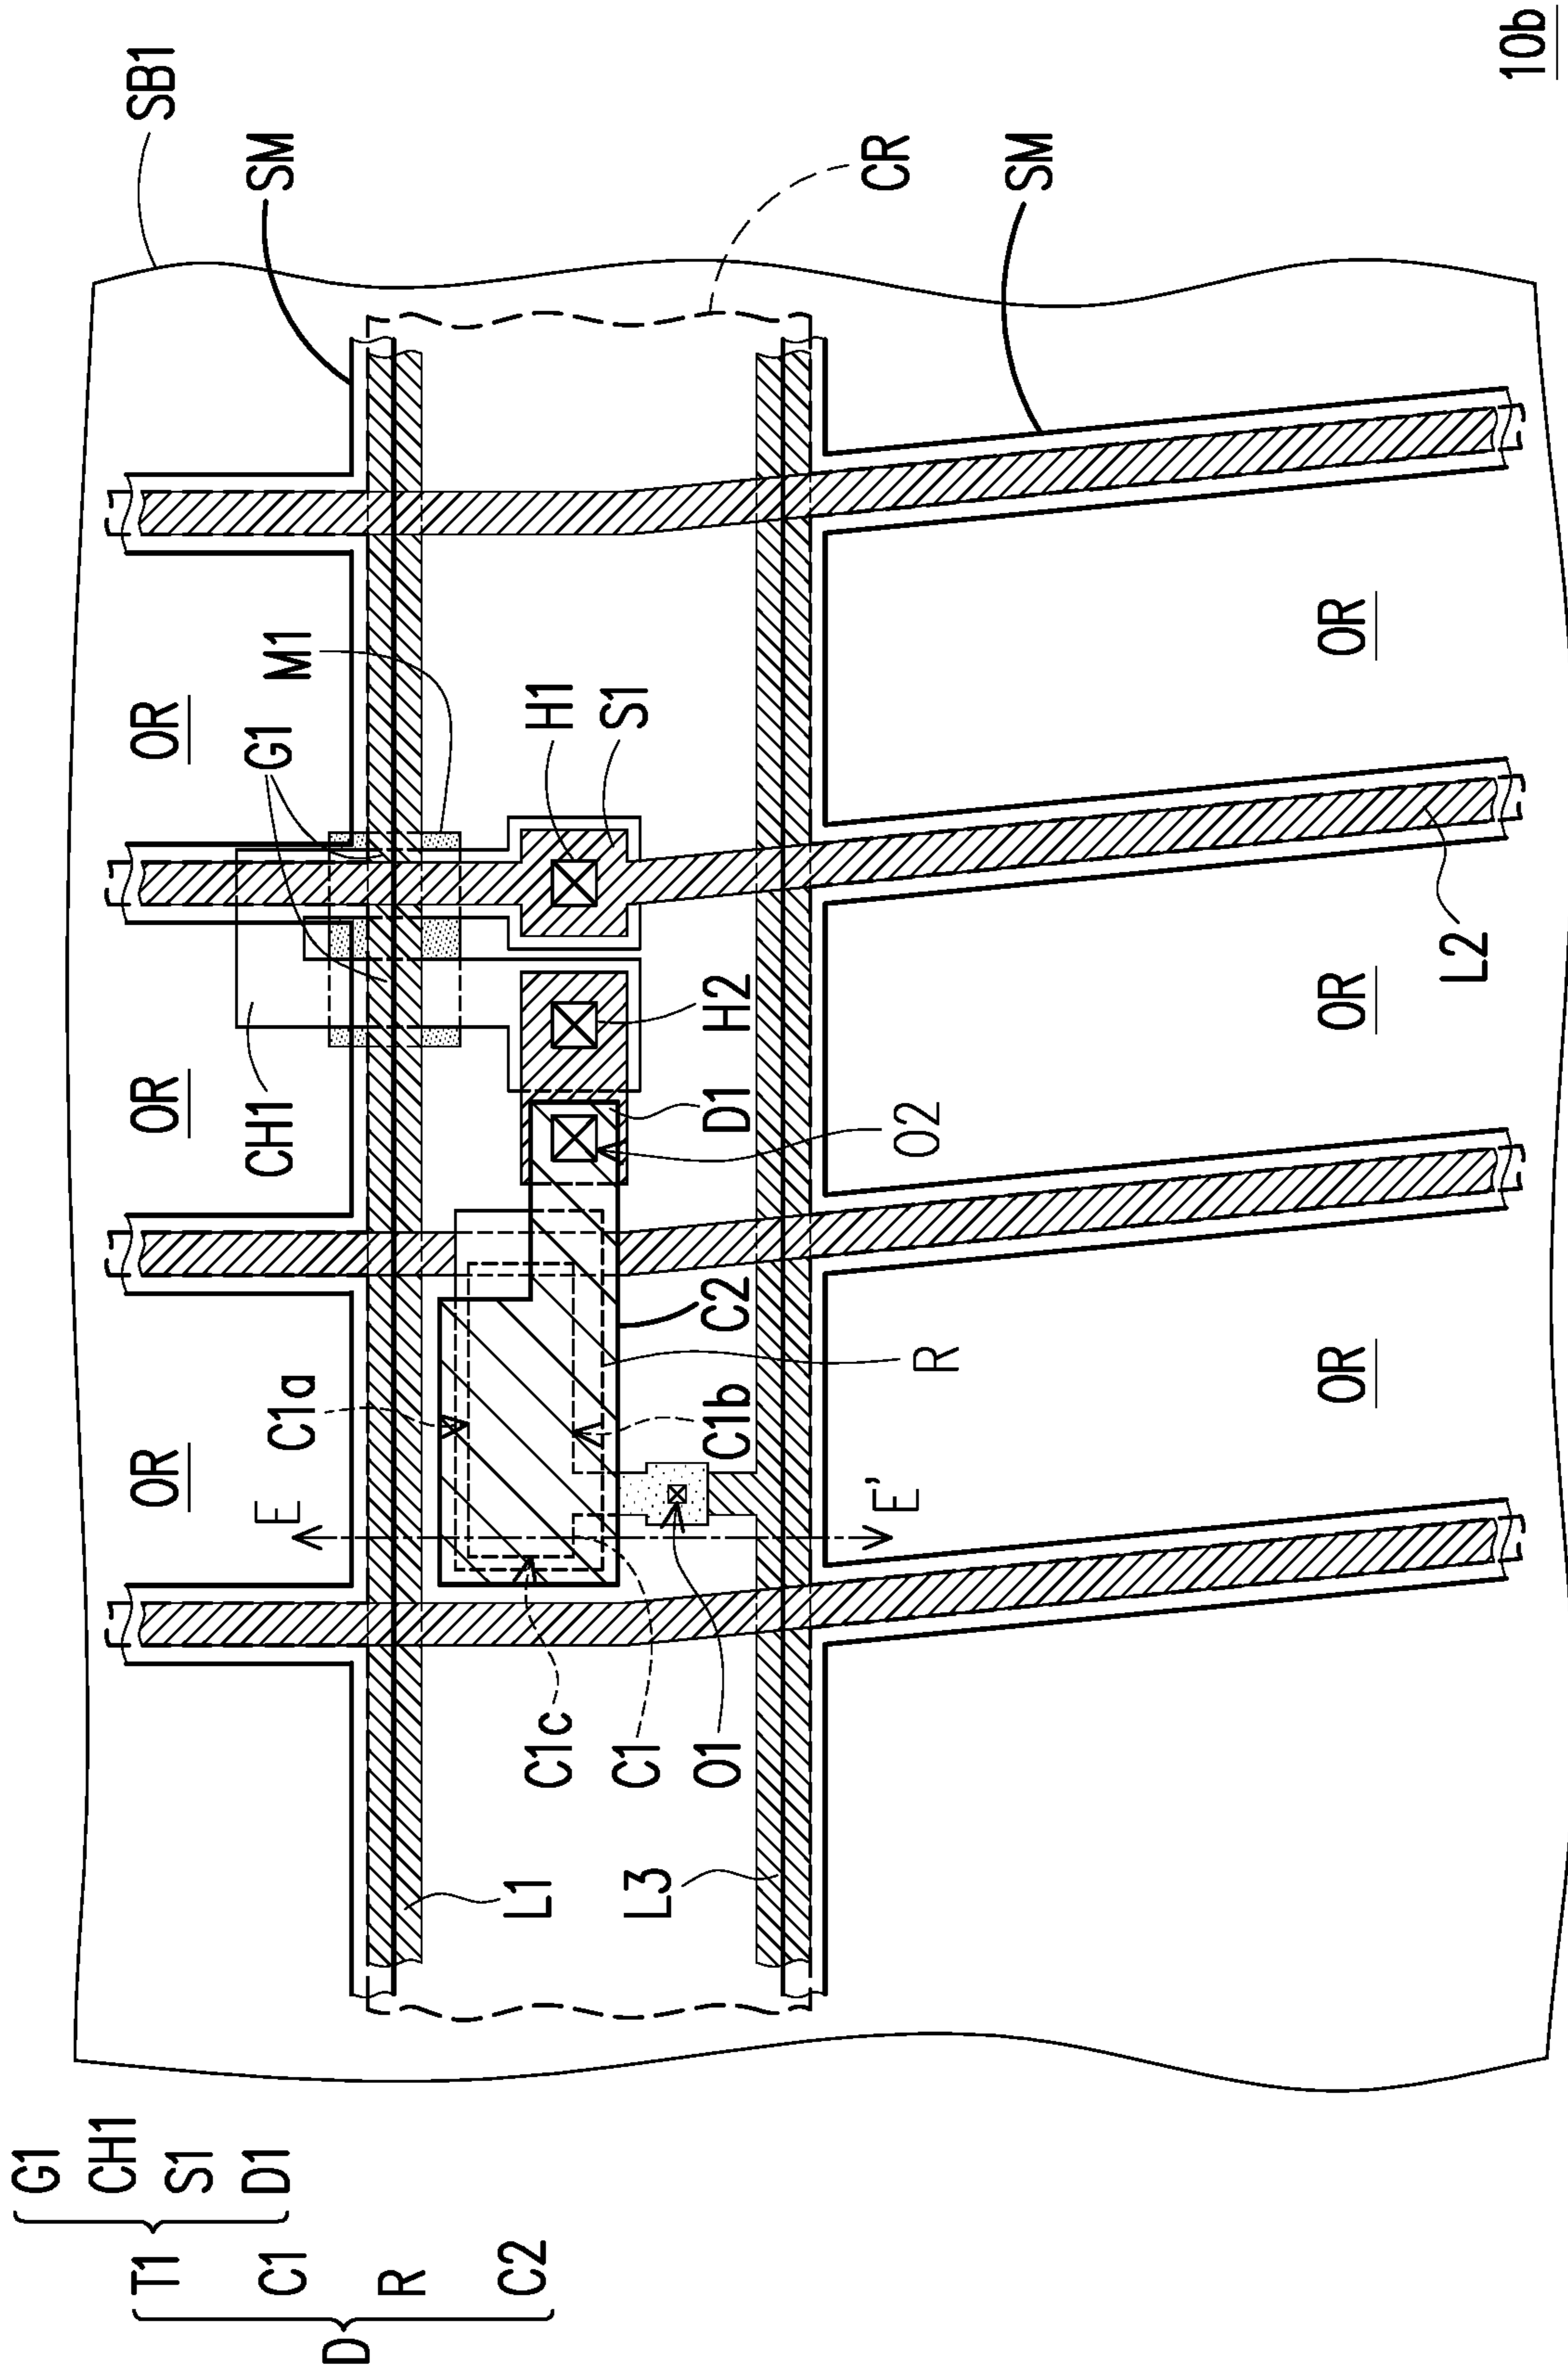 G1
CH1
T1
S1
D1
C1
D
R
C2
OR
OR
OR
SB1
CH1
G1
M1
SM
E
C1a
L1
C1c
H1
C1
S1
L3
O1
C1b
C2
D1
H2
E'
R
O2
CR
SM
OR
OR
OR
L2
10b